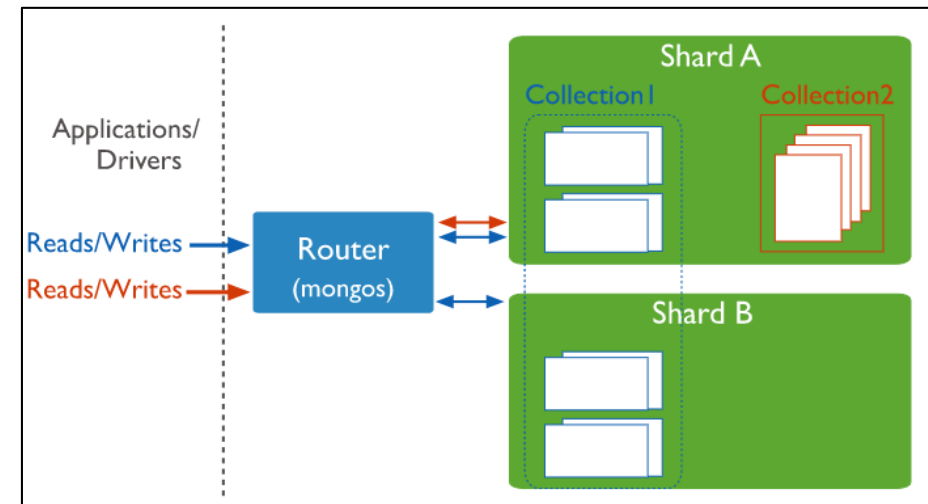 Shard A
Collection1
Collection2
Applications/
Drivers
Reads/Writes
Reads/Writes
Router
(mongos)
Shard B